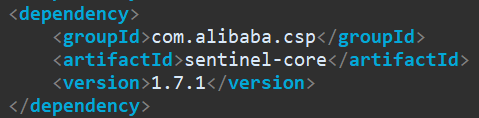 <dependency>
    <groupId>com.alibaba.csp</groupId>
    <artifactId>sentinel-core</artifactId>
    <version>1.7.1</version>
</dependency>